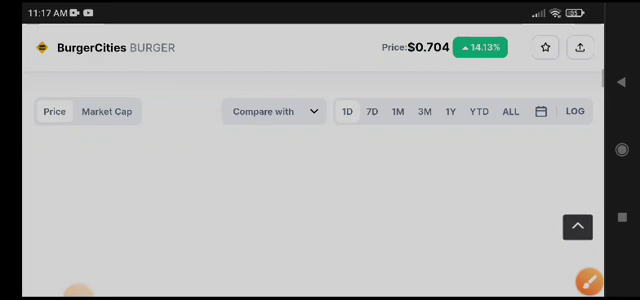 11:17 AM
BurgerCities BURGER
Price:$0.704 14.13%
Price Market Cap Compare with 1D 7D 1M 3M 1Y YTD ALL LOG